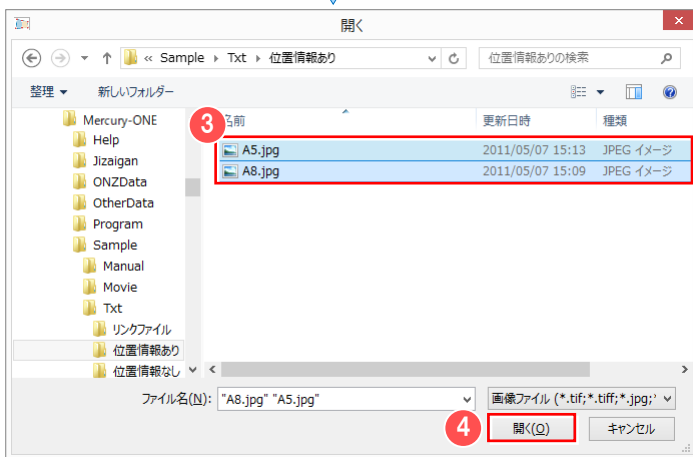 開く
« Sample ▸ Txt ▸ 位置情報あり
位置情報ありの検索
整理 ▼ 新しいフォルダー
Mercury-ONE
Help
Jizaigan
ONZData
OtherData
Program
Sample
Manual
Movie
Txt
リンクファイル
位置情報あり
位置情報なし
3
名前 更新日時 種類
A5.jpg 2011/05/07 15:13 JPEG イメージ
A8.jpg 2011/05/07 15:09 JPEG イメージ
ファイル名(N): "A8.jpg" "A5.jpg"
画像ファイル (*.tif;*.tiff;*.jpg;
4
開く(O) キャンセル